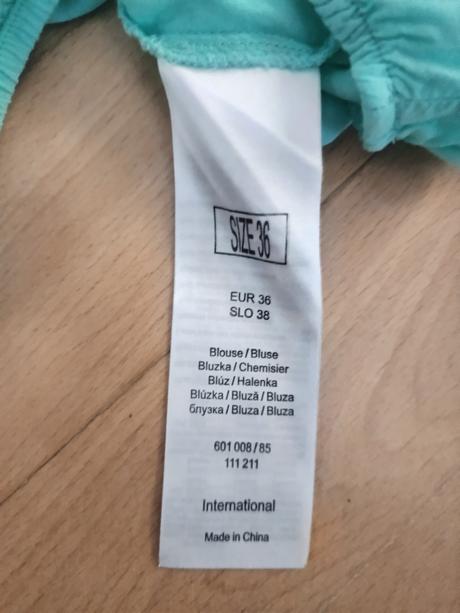 SIZE 36
EUR 36
SLO 38
Blouse / Bluse
Bluzka / Chemisier
Blúz / Halenka
Blúzka / Bluză / Bluza
блузка / Bluza / Bluza
601 008 / 85
111 211
International
Made in China